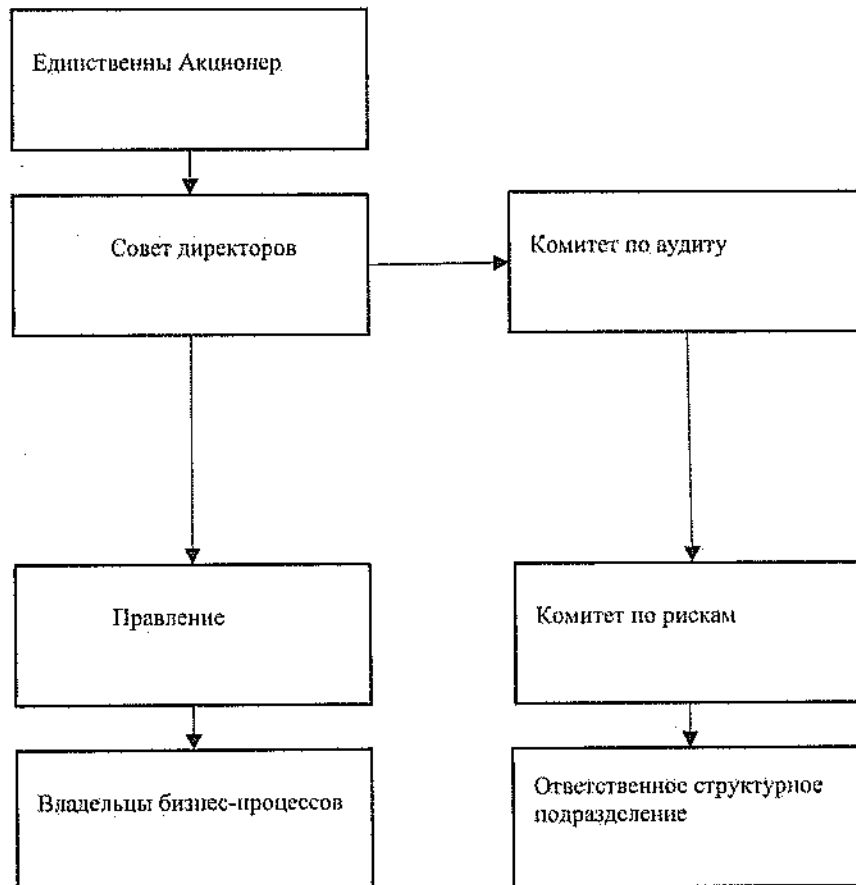 Единственны Акционер
Совет директоров
Комитет по аудиту
Правление
Комитет по рискам
Владельцы бизнес-процессов
Ответственное структурное
подразделение